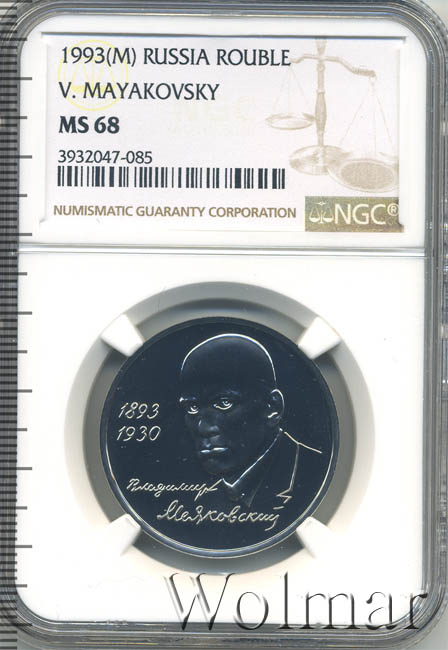 1993(M) RUSSIA ROUBLE
V. MAYAKOVSKY
MS 68
3932047-085
NUMISMATIC GUARANTY CORPORATION
NGC®
1893
1930
Владимир
Маяковский
Wolmar